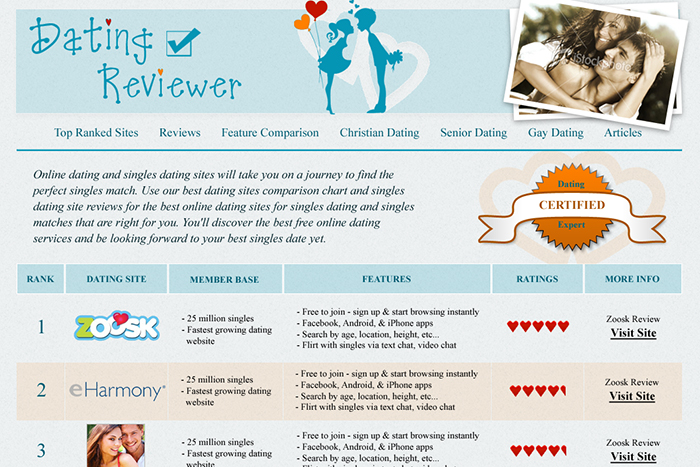 Dating
Reviewer
iStockphoto
Top Ranked Sites Reviews Feature Comparison Christian Dating Senior Dating Gay Dating Articles
Online dating and singles dating sites will take you on a journey to find the
perfect singles match. Use our best dating sites comparison chart and singles
dating site reviews for the best online dating sites for singles dating and singles
matches that are right for you. You'll discover the best free online dating
services and be looking forward to your best singles date yet.
Dating
CERTIFIED
Expert
RANK DATING SITE MEMBER BASE FEATURES RATINGS MORE INFO
1
ZOOSK
- 25 million singles
- Fastest growing dating
website
- Free to join - sign up & start browsing instantly
- Facebook, Android, & iPhone apps
- Search by age, location, height, etc...
- Flirt with singles via text chat, video chat
Zoosk Review
Visit Site
2
eHarmony®
- 25 million singles
- Fastest growing dating
website
- Free to join - sign up & start browsing instantly
- Facebook, Android, & iPhone apps
- Search by age, location, height, etc...
- Flirt with singles via text chat, video chat
Zoosk Review
Visit Site
3
- 25 million singles
- Fastest growing dating
website
- Free to join - sign up & start browsing instantly
- Facebook, Android, & iPhone apps
- Search by age, location, height, etc...
Zoosk Review
Visit Site